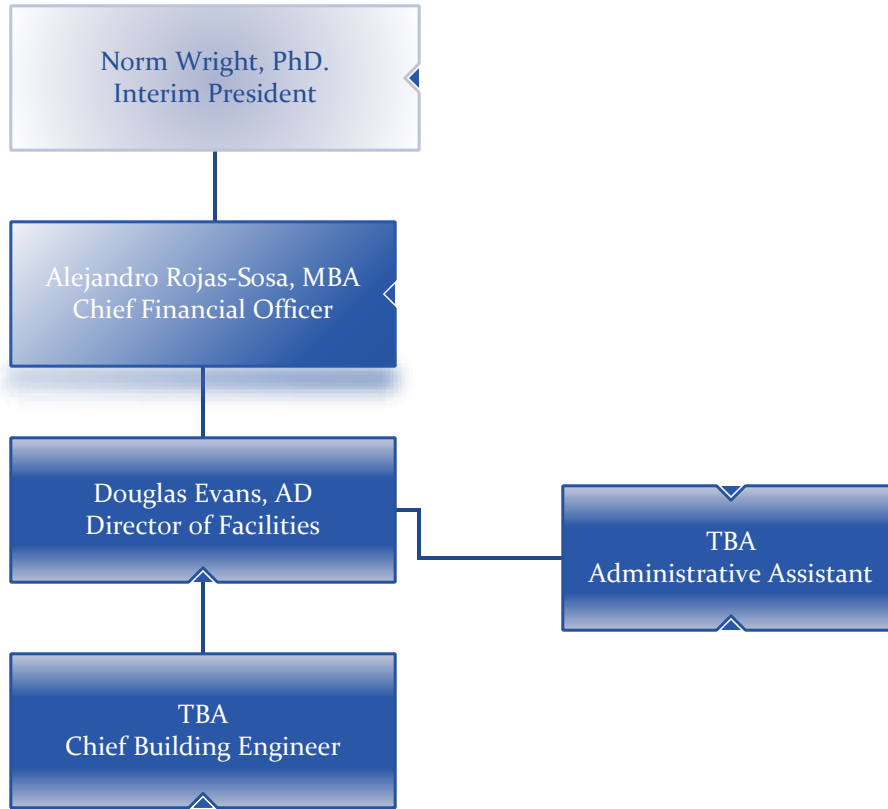 Norm Wright, PhD.
Interim President
Alejandro Rojas-Sosa, MBA
Chief Financial Officer
Douglas Evans, AD
Director of Facilities
TBA
Administrative Assistant
TBA
Chief Building Engineer